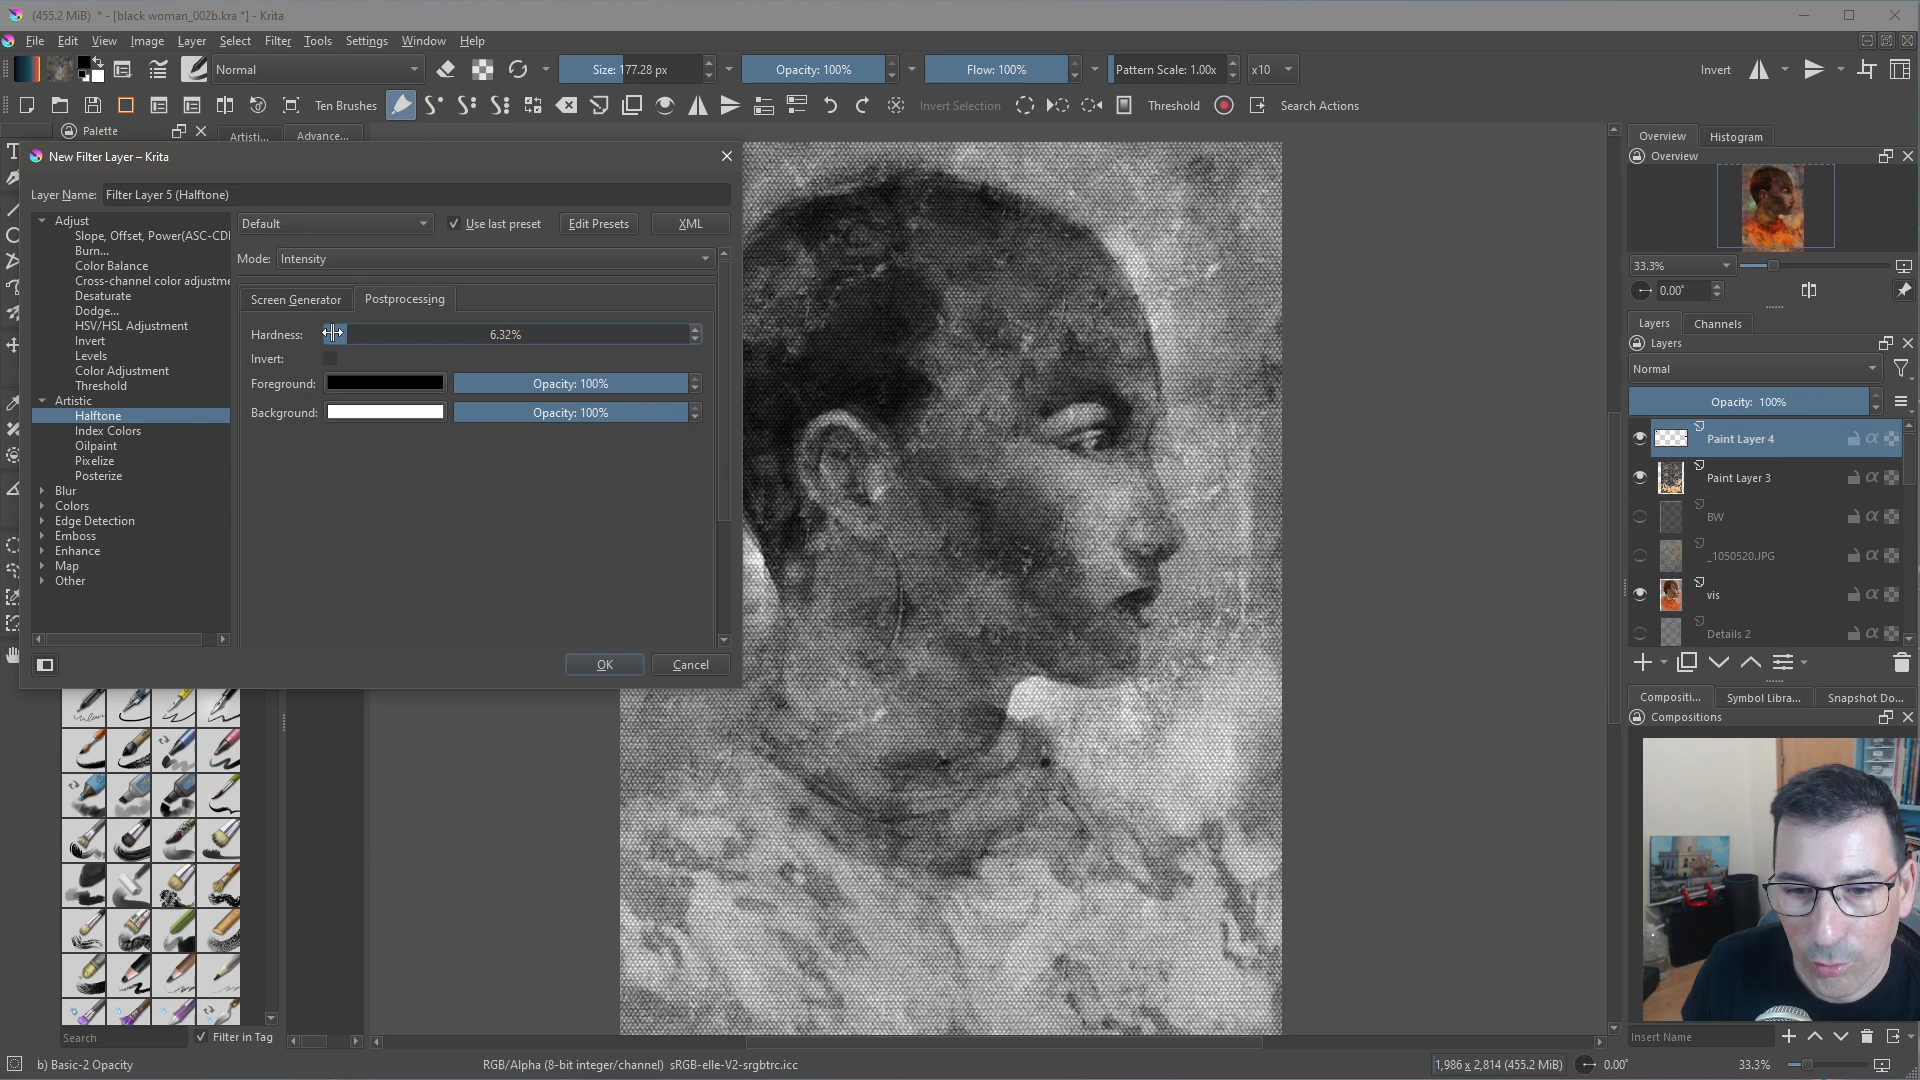 (455.2 MiB) * - [black woman_002b.kra *] - Krita
File Edit View Image Layer Select Filter Tools Settings Window Help
Normal Size: 177.28 px Opacity: 100% Flow: 100% Pattern Scale: 1.00x x10 Invert
Ten Brushes Invert Selection Threshold Search Actions
Palette Artisti... Advance... Overview Histogram
New Filter Layer – Krita
Overview
Layer Name: Filter Layer 5 (Halftone)
Default Use last preset Edit Presets XML
Mode: Intensity
Screen Generator Postprocessing
Hardness: 6.32%
Invert:
Foreground: Opacity: 100%
Background: Opacity: 100%
Adjust
Slope, Offset, Power(ASC-CD
Burn...
Color Balance
Cross-channel color adjustme
Desaturate
Dodge...
HSV/HSL Adjustment
Invert
Levels
Color Adjustment
Threshold
Artistic
Halftone
Index Colors
Oilpaint
Pixelize
Posterize
Blur
Colors
Edge Detection
Emboss
Enhance
Map
Other
OK Cancel
33.3%
0.00°
Layers Channels
Layers
Normal
Opacity: 100%
Paint Layer 4
Paint Layer 3
BW
_1050520.JPG
vis
Details 2
Compositi... Symbol Libra... Snapshot Do...
Compositions
Insert Name
Search Filter in Tag
b) Basic-2 Opacity RGB/Alpha (8-bit integer/channel) sRGB-elle-V2-srgbtrc.icc 1,986 x 2,814 (455.2 MiB) 0.00° 33.3%